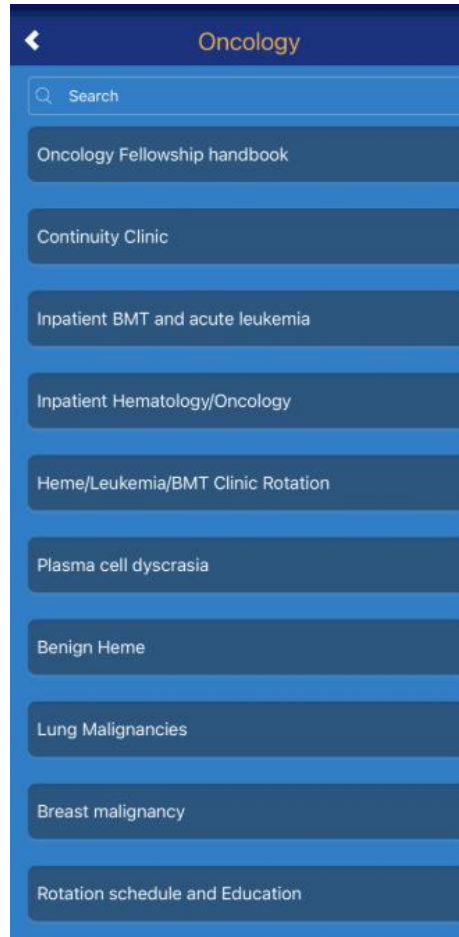 Oncology
Search
Oncology Fellowship handbook
Continuity Clinic
Inpatient BMT and acute leukemia
Inpatient Hematology/Oncology
Heme/Leukemia/BMT Clinic Rotation
Plasma cell dyscrasia
Benign Heme
Lung Malignancies
Breast malignancy
Rotation schedule and Education